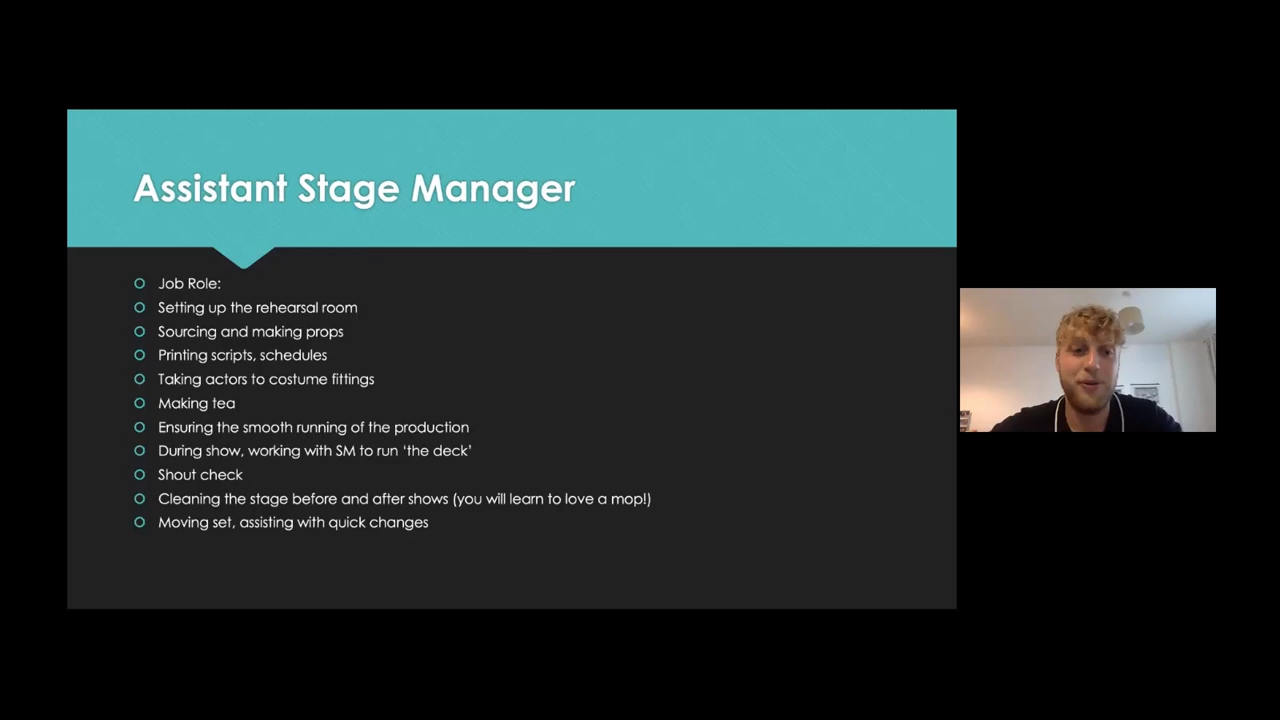 Assistant Stage Manager
Job Role:
Setting up the rehearsal room
Sourcing and making props
Printing scripts, schedules
Taking actors to costume fittings
Making tea
Ensuring the smooth running of the production
During show, working with SM to run ‘the deck’
Shout check
Cleaning the stage before and after shows (you will learn to love a mop!)
Moving set, assisting with quick changes